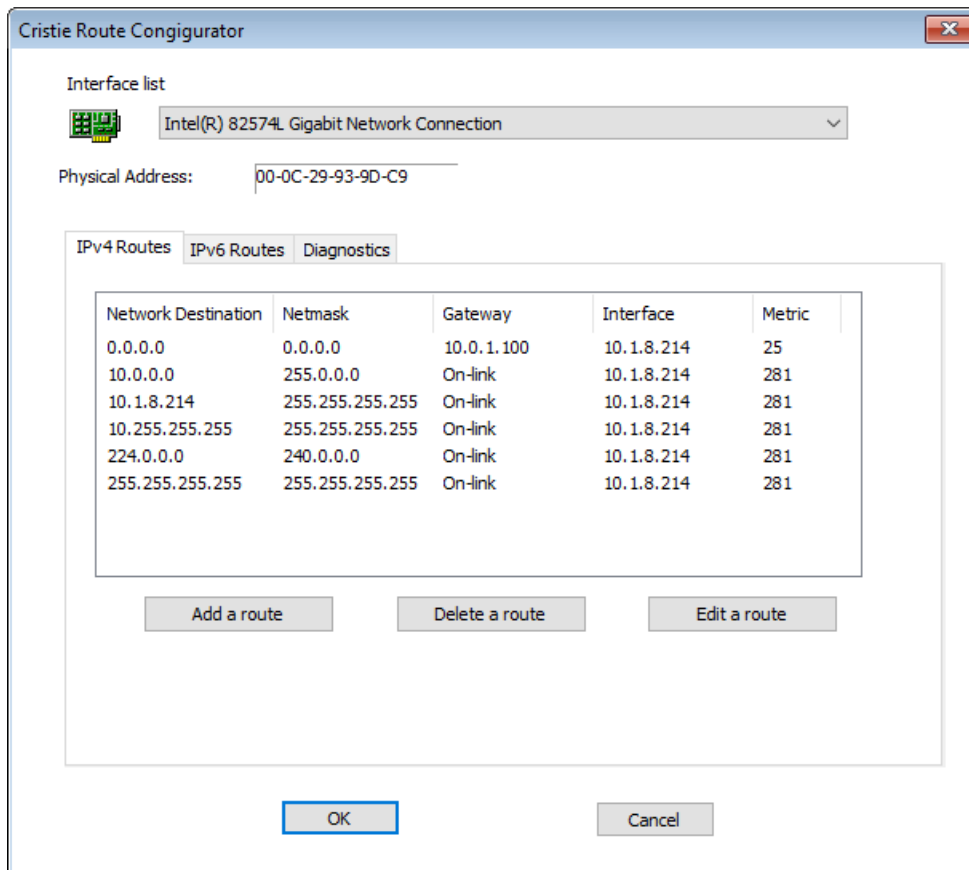 Cristie Route Congigurator
Interface list
Intel(R) 82574L Gigabit Network Connection
Physical Address: 00-0C-29-93-9D-C9
IPv4 Routes IPv6 Routes Diagnostics
Network Destination Netmask Gateway Interface Metric
0.0.0.0 0.0.0.0 10.0.1.100 10.1.8.214 25
10.0.0.0 255.0.0.0 On-link 10.1.8.214 281
10.1.8.214 255.255.255.255 On-link 10.1.8.214 281
10.255.255.255 255.255.255.255 On-link 10.1.8.214 281
224.0.0.0 240.0.0.0 On-link 10.1.8.214 281
255.255.255.255 255.255.255.255 On-link 10.1.8.214 281
Add a route Delete a route Edit a route
OK Cancel